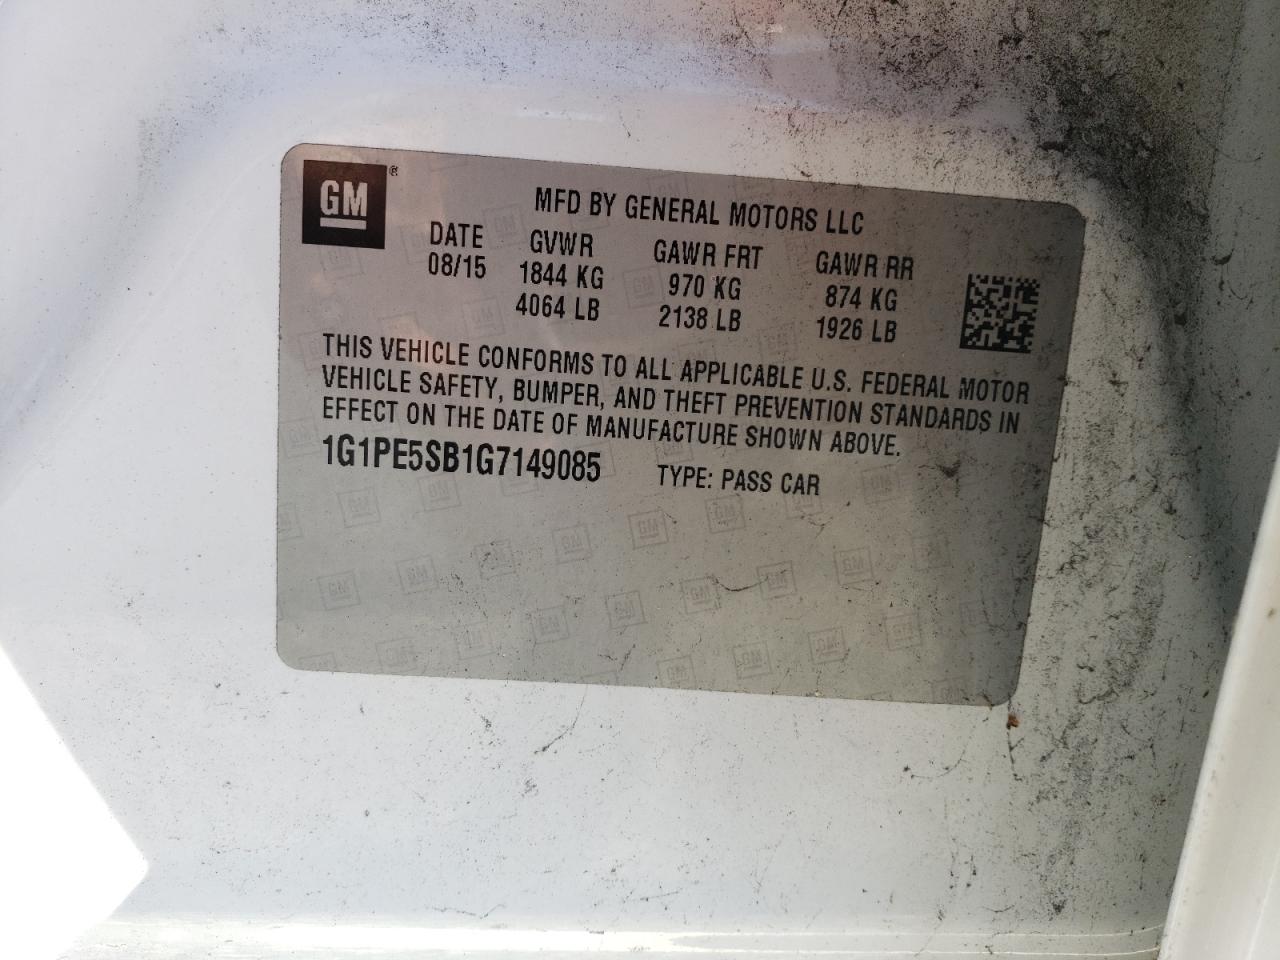 GM ®
MFD BY GENERAL MOTORS LLC
DATE GVWR GAWR FRT GAWR RR
08/15 1844 KG 970 KG 874 KG
4064 LB 2138 LB 1926 LB
THIS VEHICLE CONFORMS TO ALL APPLICABLE U.S. FEDERAL MOTOR
VEHICLE SAFETY, BUMPER, AND THEFT PREVENTION STANDARDS IN
EFFECT ON THE DATE OF MANUFACTURE SHOWN ABOVE.
1G1PE5SB1G7149085 TYPE: PASS CAR